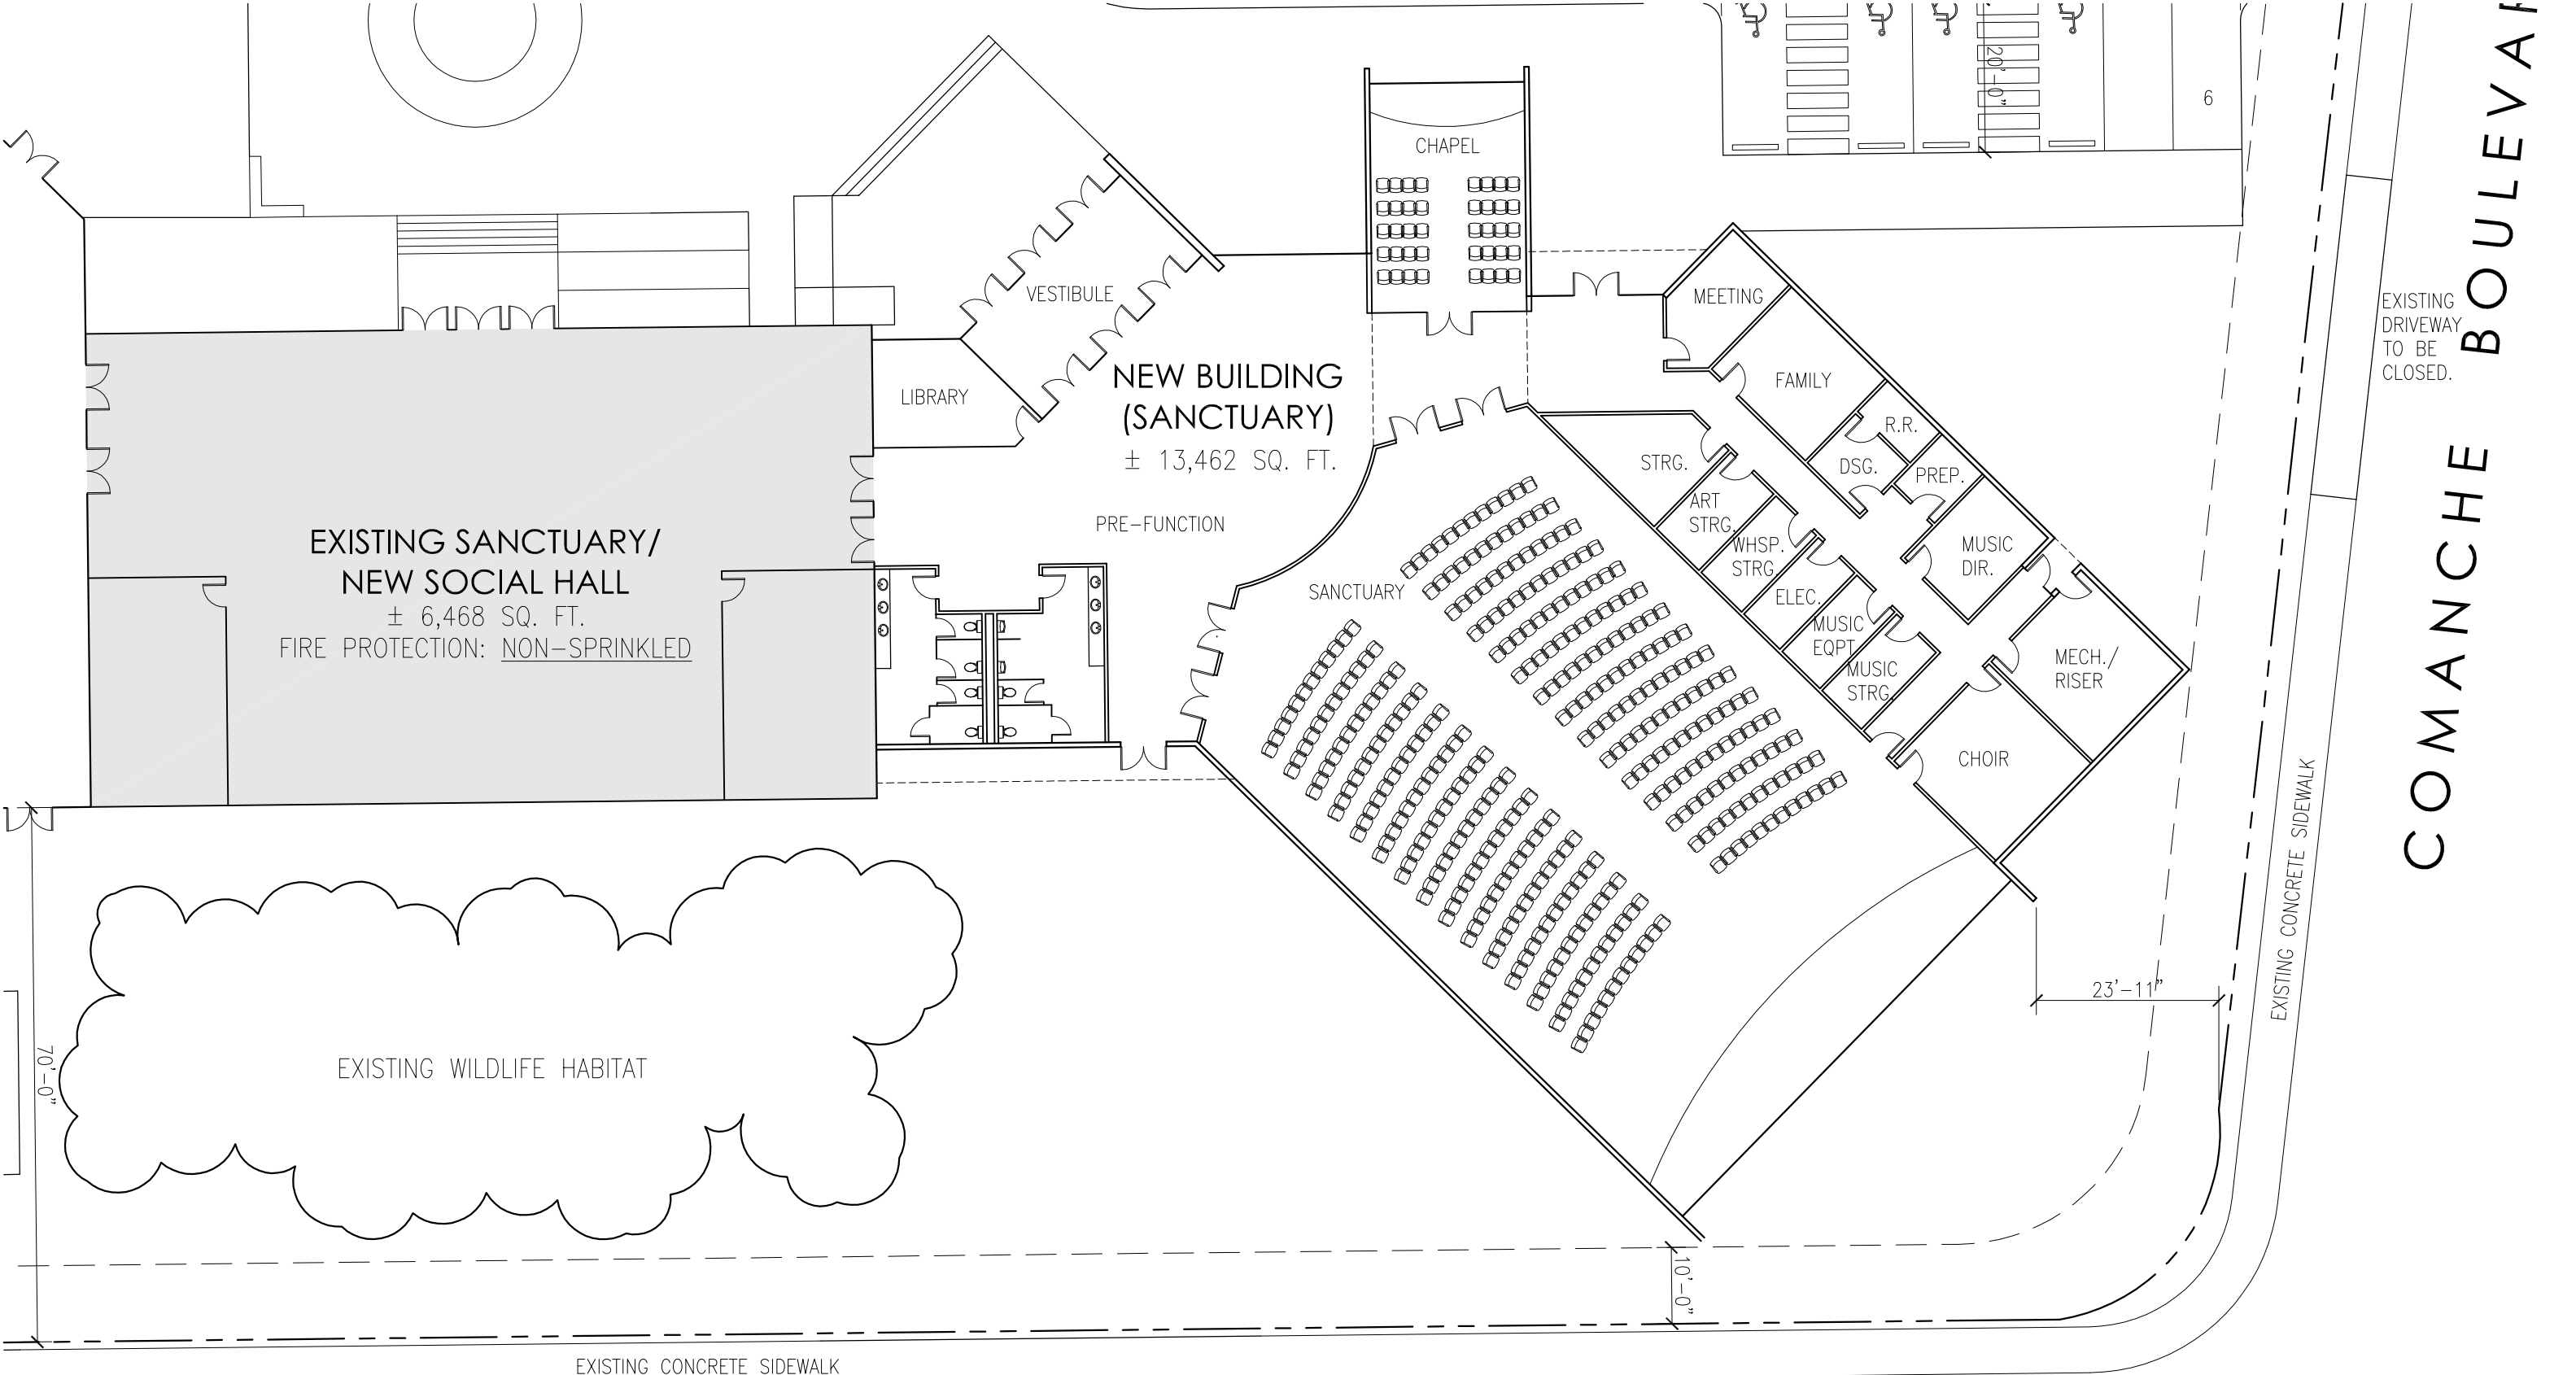 20'-0"
6
CHAPEL
VESTIBULE
MEETING
FAMILY
LIBRARY
NEW BUILDING
(SANCTUARY)
± 13,462 SQ. FT.
PRE-FUNCTION
R.R.
DSG.
PREP.
STRG.
ART
STRG.
WHSP.
STRG.
ELEC.
MUSIC
EQPT.
MUSIC
STRG.
MUSIC
DIR.
MECH./
RISER
CHOIR
SANCTUARY
EXISTING SANCTUARY/
NEW SOCIAL HALL
± 6,468 SQ. FT.
FIRE PROTECTION: NON-SPRINKLED
EXISTING
DRIVEWAY
TO BE
CLOSED.
COMANCHE BOULEVAR
EXISTING CONCRETE SIDEWALK
23'-11"
70'-0"
EXISTING WILDLIFE HABITAT
10'-0"
EXISTING CONCRETE SIDEWALK